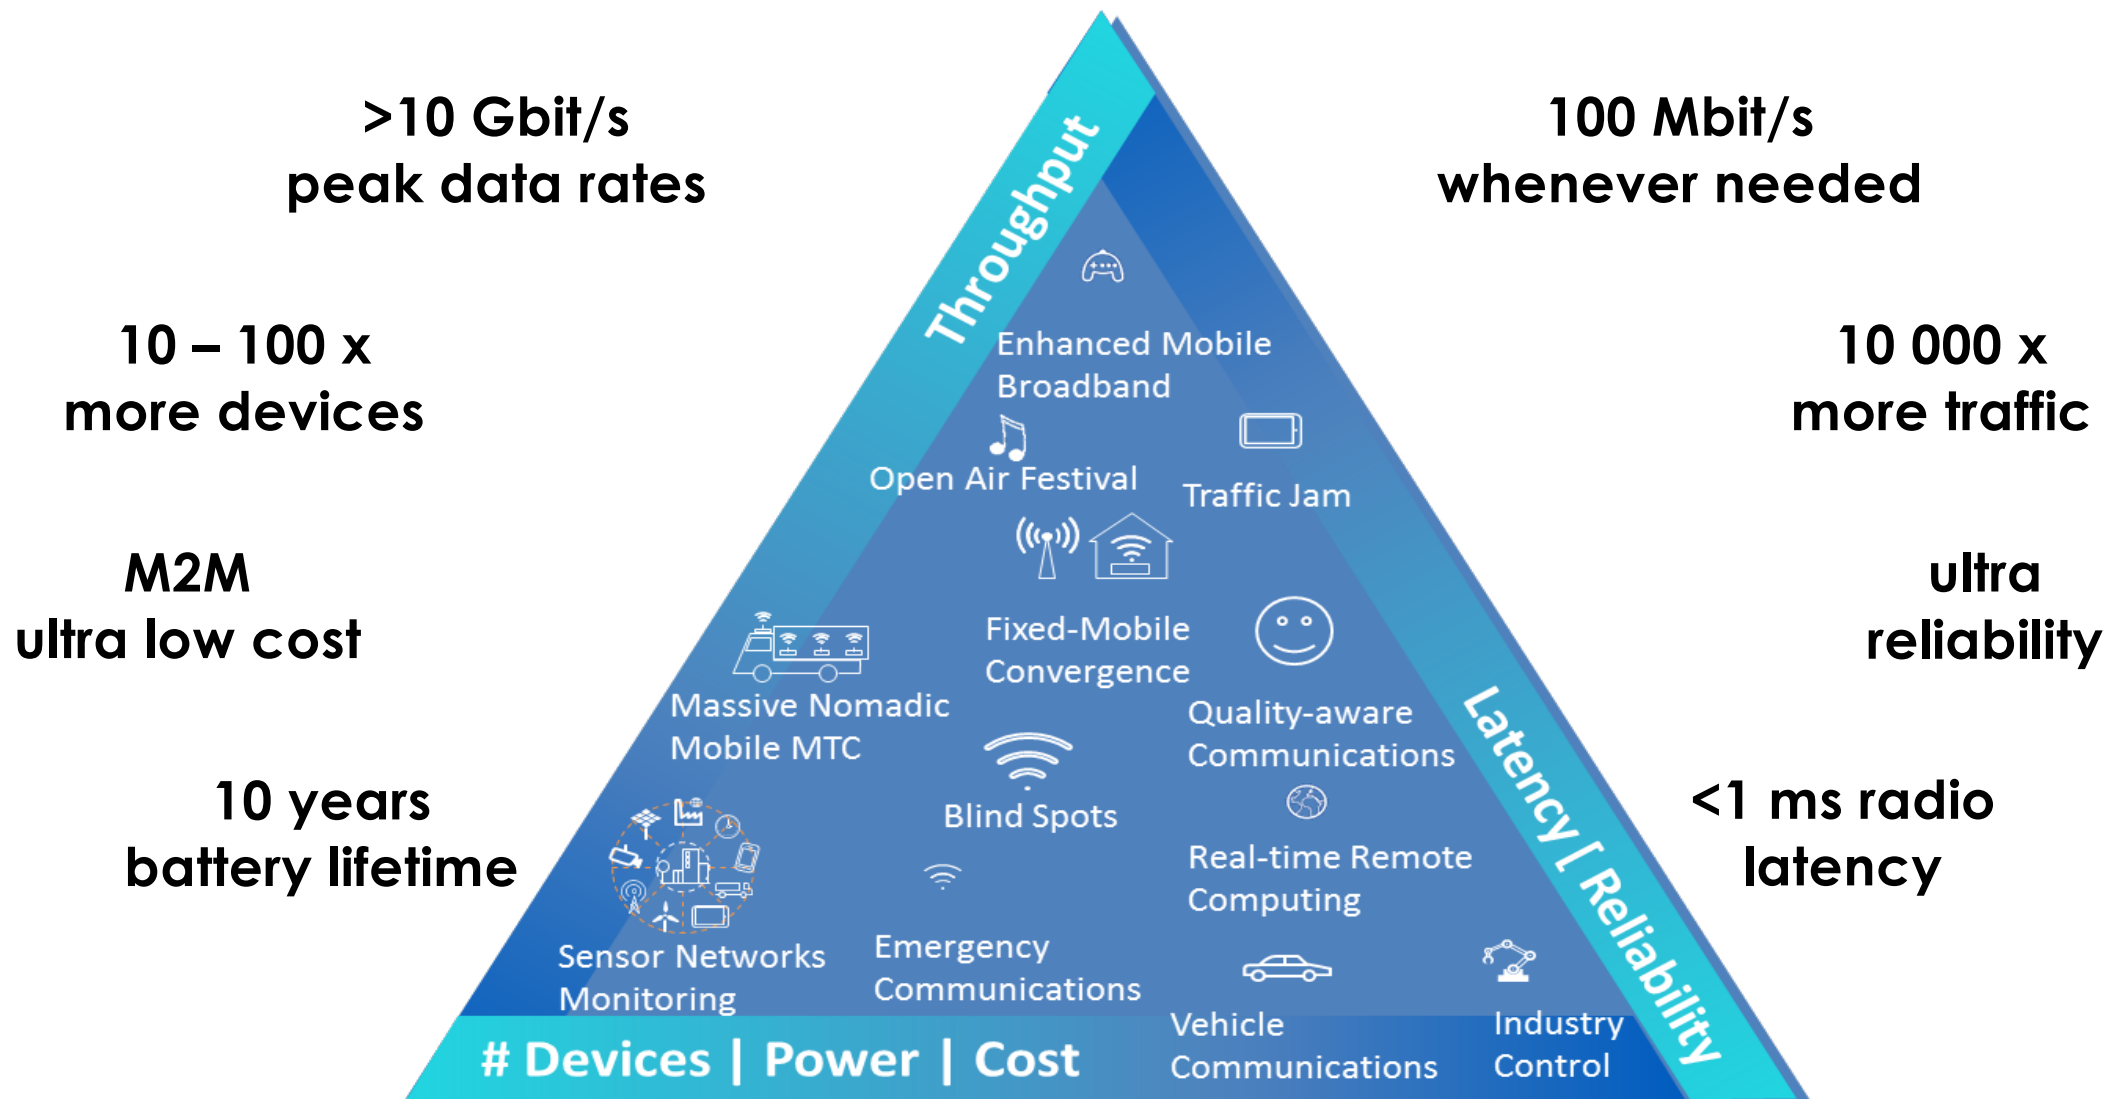 >10 Gbit/s
peak data rates
100 Mbit/s
whenever needed
10 – 100 x
more devices
10 000 x
more traffic
M2M
ultra low cost
ultra
reliability
10 years
battery lifetime
<1 ms radio
latency
Throughput
Enhanced Mobile
Broadband
Open Air Festival
Traffic Jam
Fixed-Mobile
Convergence
Massive Nomadic
Mobile MTC
Quality-aware
Communications
Blind Spots
Real-time Remote
Computing
Sensor Networks
Monitoring
Emergency
Communications
Vehicle
Communications
Industry
Control
Latency [ Reliability
# Devices | Power | Cost